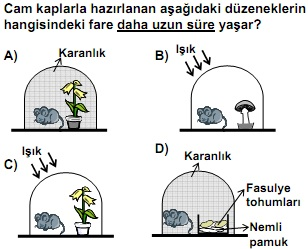 Cam kaplarla hazırlanan aşağıdaki düzeneklerin
hangisindeki fare daha uzun süre yaşar?
A)
Karanlık
B)
Işık
C)
Işık
D)
Karanlık
Fasulye
tohumları
Nemli
pamuk